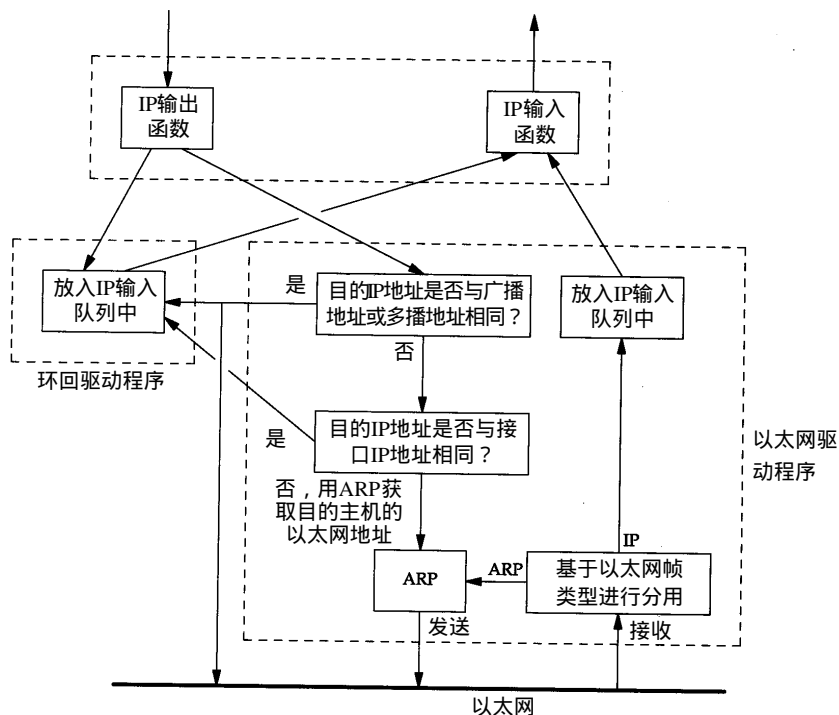 IP输出
函数
IP输入
函数
放入IP输入
队列中
环回驱动程序
是
目的IP地址是否与广播
地址或多播地址相同？
放入IP输入
队列中
否
是
目的IP地址是否与接
口IP地址相同？
以太网驱
动程序
否，用ARP获
取目的主机的
以太网地址
IP
ARP
ARP
基于以太网帧
类型进行分用
发送
接收
以太网